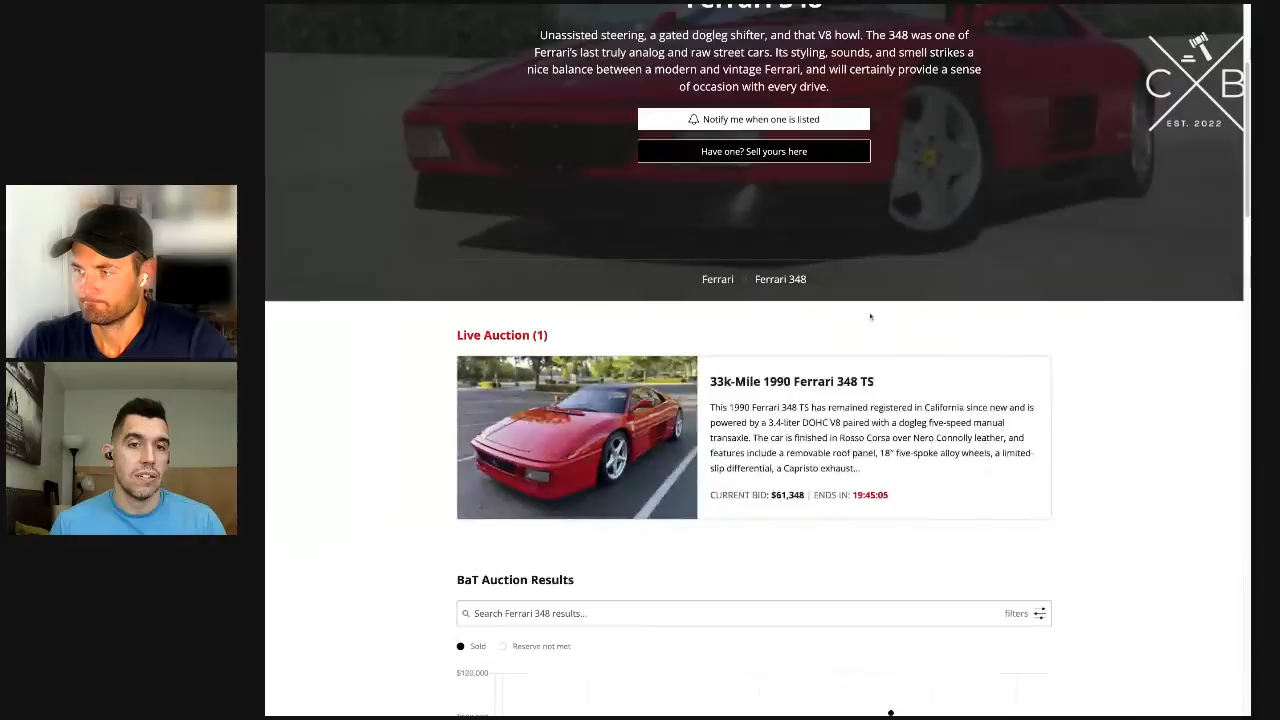 Ferrari 348
Unassisted steering, a gated dogleg shifter, and that V8 howl. The 348 was one of
Ferrari's last truly analog and raw street cars. Its styling, sounds, and smell strikes a
nice balance between a modern and vintage Ferrari, and will certainly provide a sense
of occasion with every drive.
Notify me when one is listed
Have one? Sell yours here
C B
EST. 2022
Ferrari
Ferrari 348
Live Auction (1)
33k-Mile 1990 Ferrari 348 TS
This 1990 Ferrari 348 TS has remained registered in California since new and is
powered by a 3.4-liter DOHC V8 paired with a dogleg five-speed manual
transaxle. The car is finished in Rosso Corsa over Nero Connolly leather, and
features include a removable roof panel, 18" five-spoke alloy wheels, a limited-
slip differential, a Capristo exhaust...
CURRENT BID: $61,348 | ENDS IN: 19:45:05
BaT Auction Results
Search Ferrari 348 results...
filters
Sold
Reserve not met
$120,000